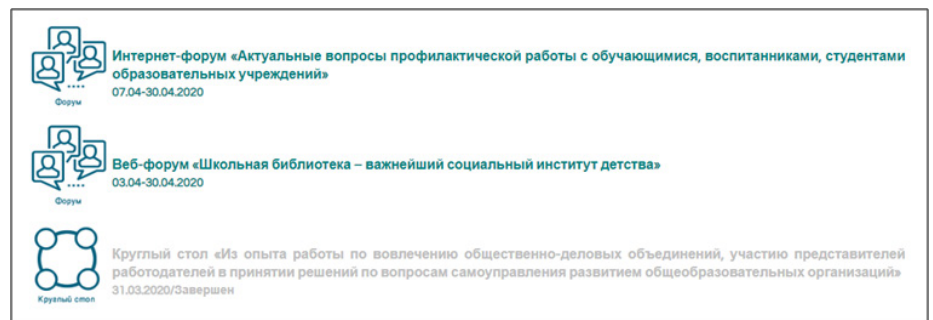 Интернет-форум «Актуальные вопросы профилактической работы с обучающимися, воспитанниками, студентами
образовательных учреждений»
07.04-30.04.2020
Форум
Веб-форум «Школьная библиотека – важнейший социальный институт детства»
03.04-30.04.2020
Форум
Круглый стол «Из опыта работы по вовлечению общественно-деловых объединений, участию представителей
работодателей в принятии решений по вопросам самоуправления развитием общеобразовательных организаций»
31.03.2020/Завершен
Круглый стол